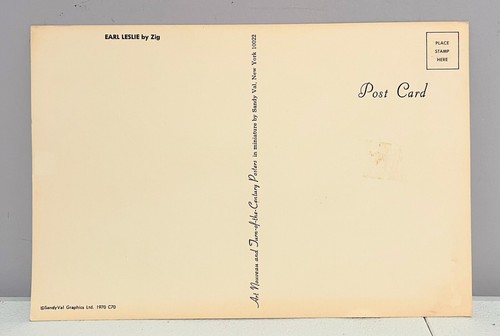 EARL LESLIE by Zig
PLACE
STAMP
HERE
Post Card
Art Nouveau and Turn-of-the-Century Posters in miniature by Sandy Val, New York 10022
©SandyVal Graphics Ltd. 1970 C70